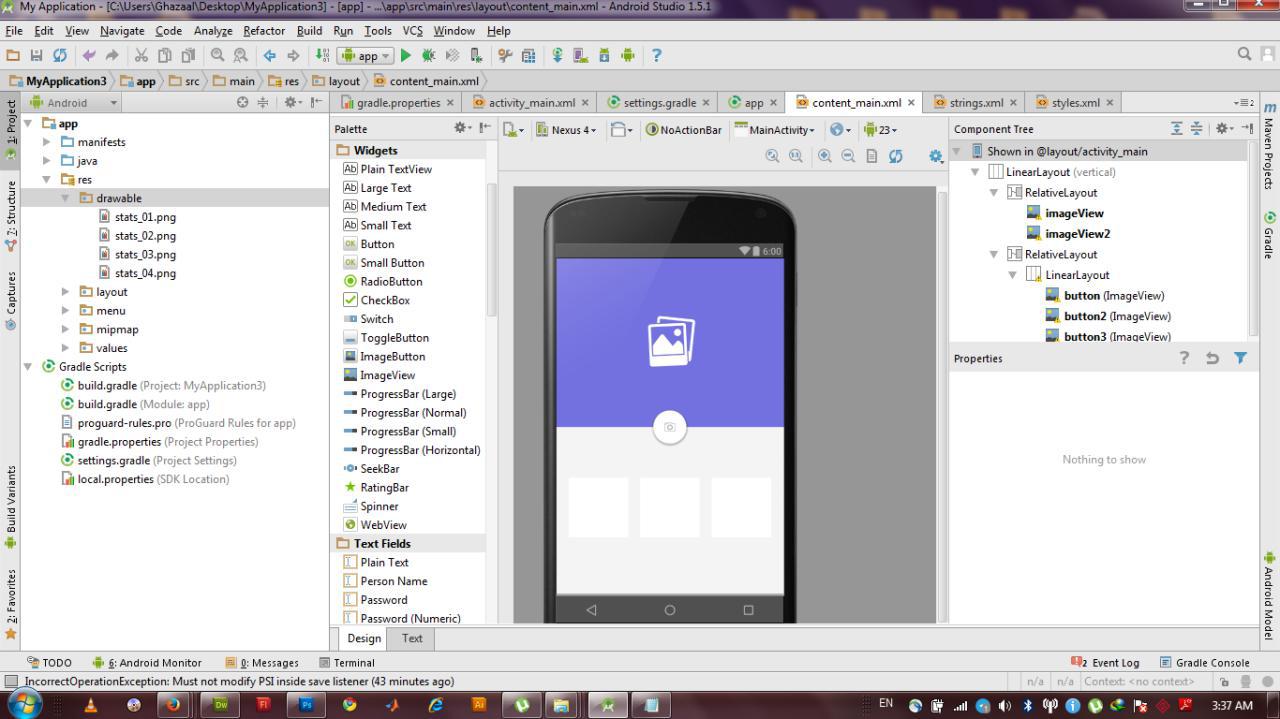 My Application - [C:\Users\Ghazaal\Desktop\MyApplication3] - [app] - ...\app\src\main\res\layout\content_main.xml - Android Studio 1.5.1
File Edit View Navigate Code Analyze Refactor Build Run Tools VCS Window Help
app
MyApplication3 app src main res layout content_main.xml
Android
gradle.properties activity_main.xml settings.gradle app content_main.xml strings.xml styles.xml
1: Project
7: Structure
Captures
Build Variants
2: Favorites
app
manifests
java
res
drawable
stats_01.png
stats_02.png
stats_03.png
stats_04.png
layout
menu
mipmap
values
Gradle Scripts
build.gradle (Project: MyApplication3)
build.gradle (Module: app)
proguard-rules.pro (ProGuard Rules for app)
gradle.properties (Project Properties)
settings.gradle (Project Settings)
local.properties (SDK Location)
Palette
Widgets
Plain TextView
Large Text
Medium Text
Small Text
Button
Small Button
RadioButton
CheckBox
Switch
ToggleButton
ImageButton
ImageView
ProgressBar (Large)
ProgressBar (Normal)
ProgressBar (Small)
ProgressBar (Horizontal)
SeekBar
RatingBar
Spinner
WebView
Text Fields
Plain Text
Person Name
Password
Password (Numeric)
Nexus 4 NoActionBar MainActivity 23
6:00
Component Tree
Shown in @layout/activity_main
LinearLayout (vertical)
RelativeLayout
imageView
imageView2
RelativeLayout
LinearLayout
button (ImageView)
button2 (ImageView)
button3 (ImageView)
Properties
Nothing to show
Maven Projects
Gradle
Android Model
Design Text
TODO 6: Android Monitor 0: Messages Terminal 2 Event Log Gradle Console
IncorrectOperationException: Must not modify PSI inside save listener (43 minutes ago) n/a n/a Context: <no context>
EN 3:37 AM